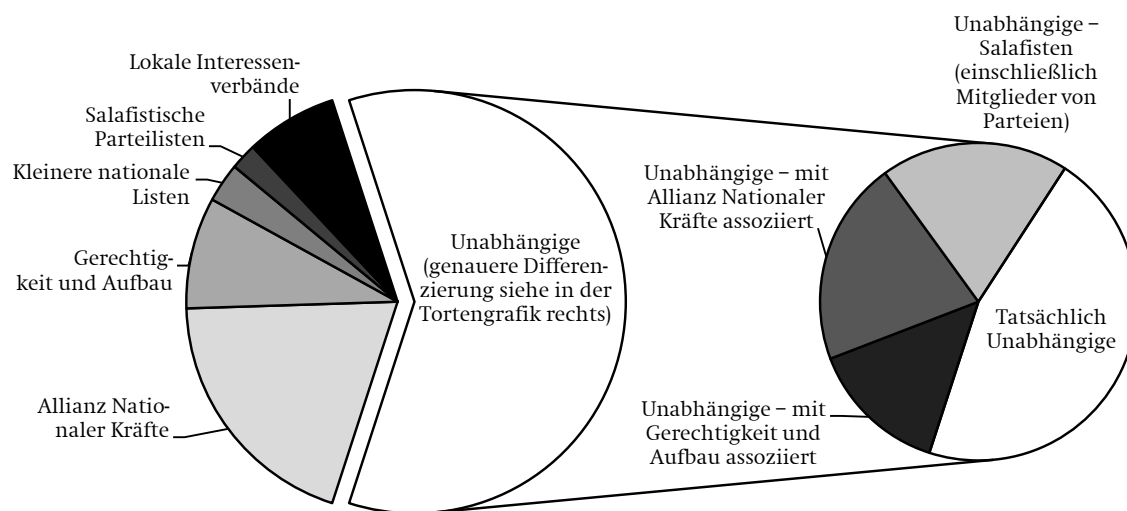 Lokale Interessen-
verbände
Salafistische
Parteilisten
Kleinere nationale
Listen
Gerechtig-
keit und Aufbau
Allianz Natio-
naler Kräfte
Unabhängige
(genauere Differen-
zierung siehe in der
Tortengrafik rechts)
Unabhängige –
Salafisten
(einschließlich
Mitglieder von
Parteien)
Unabhängige – mit
Allianz Nationaler
Kräfte assoziiert
Tatsächlich
Unabhängige
Unabhängige – mit
Gerechtigkeit und
Aufbau assoziiert